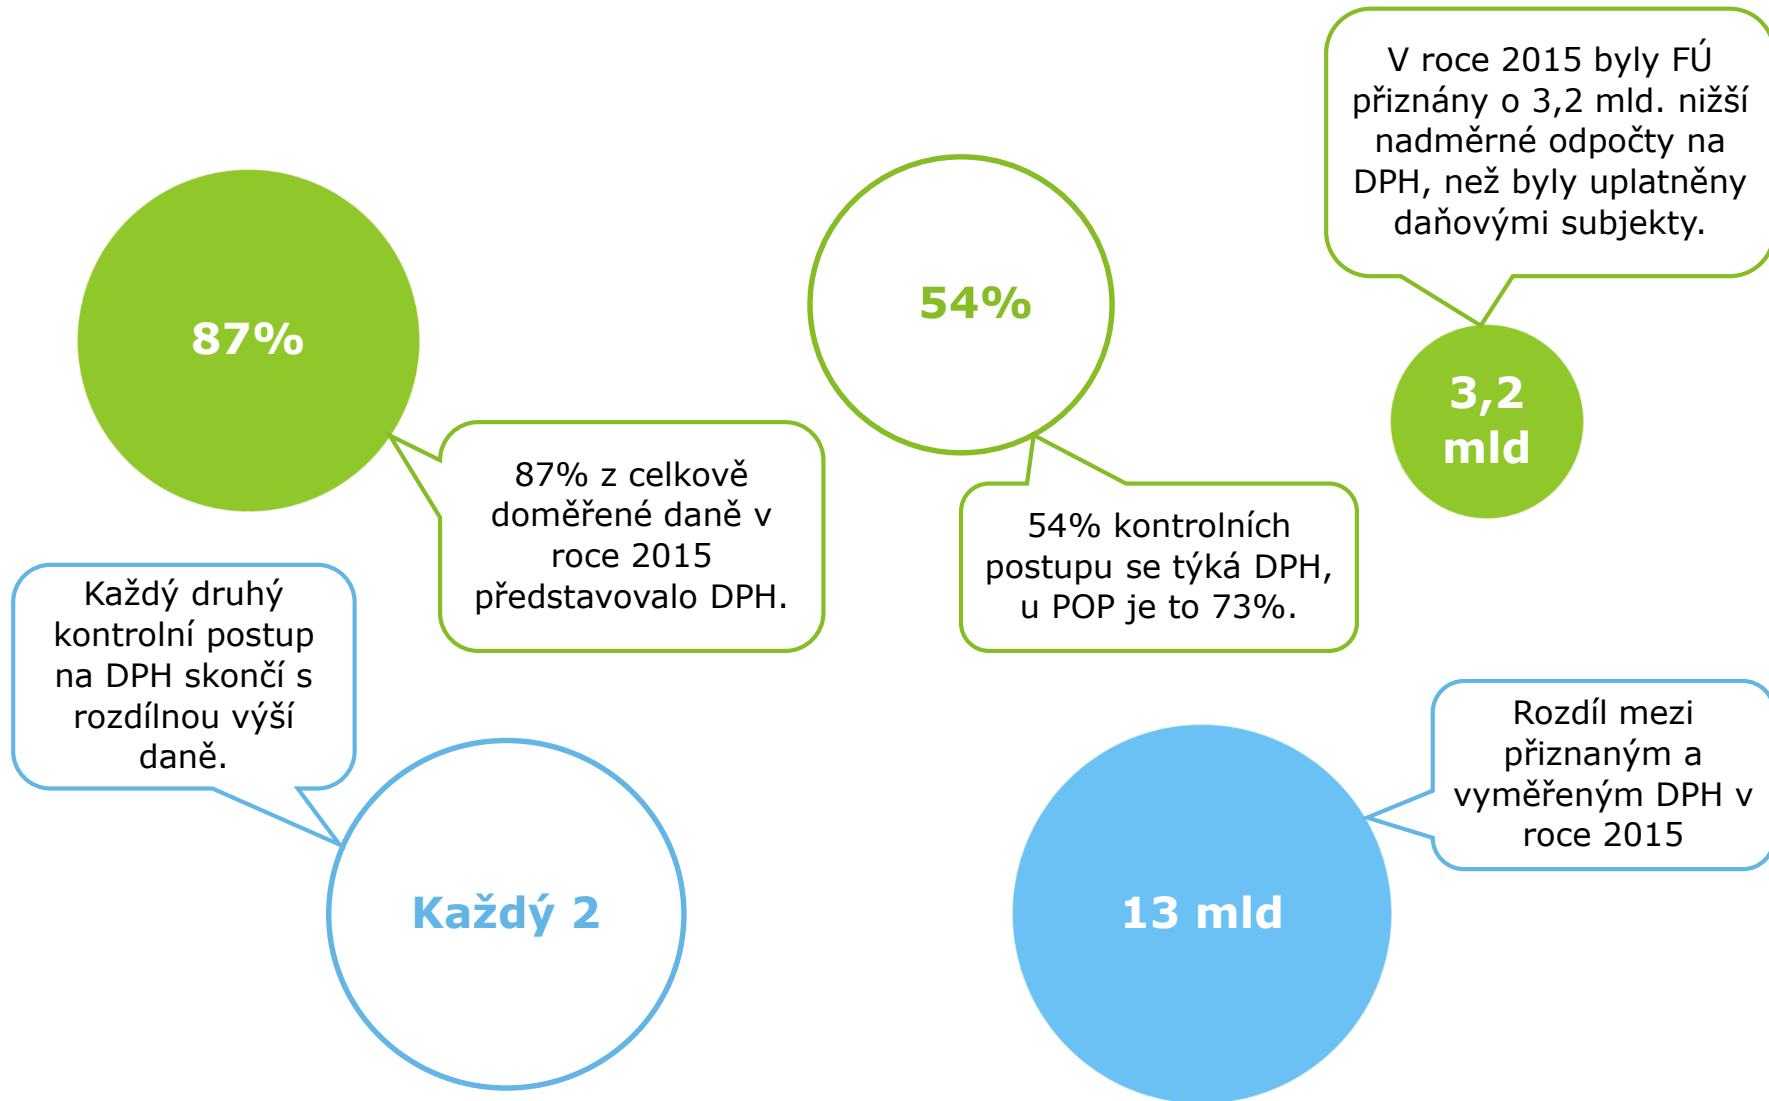 87%
87% z celkově
doměřené daně v
roce 2015
představovalo DPH.
54%
54% kontrolních
postupu se týká DPH,
u POP je to 73%.
V roce 2015 byly FÚ
přiznány o 3,2 mld. nižší
nadměrné odpočty na
DPH, než byly uplatněny
daňovými subjekty.
3,2
mld
Každý druhý
kontrolní postup
na DPH skončí s
rozdílnou výší
daně.
Každý 2
13 mld
Rozdíl mezi
přiznaným a
vyměřeným DPH v
roce 2015